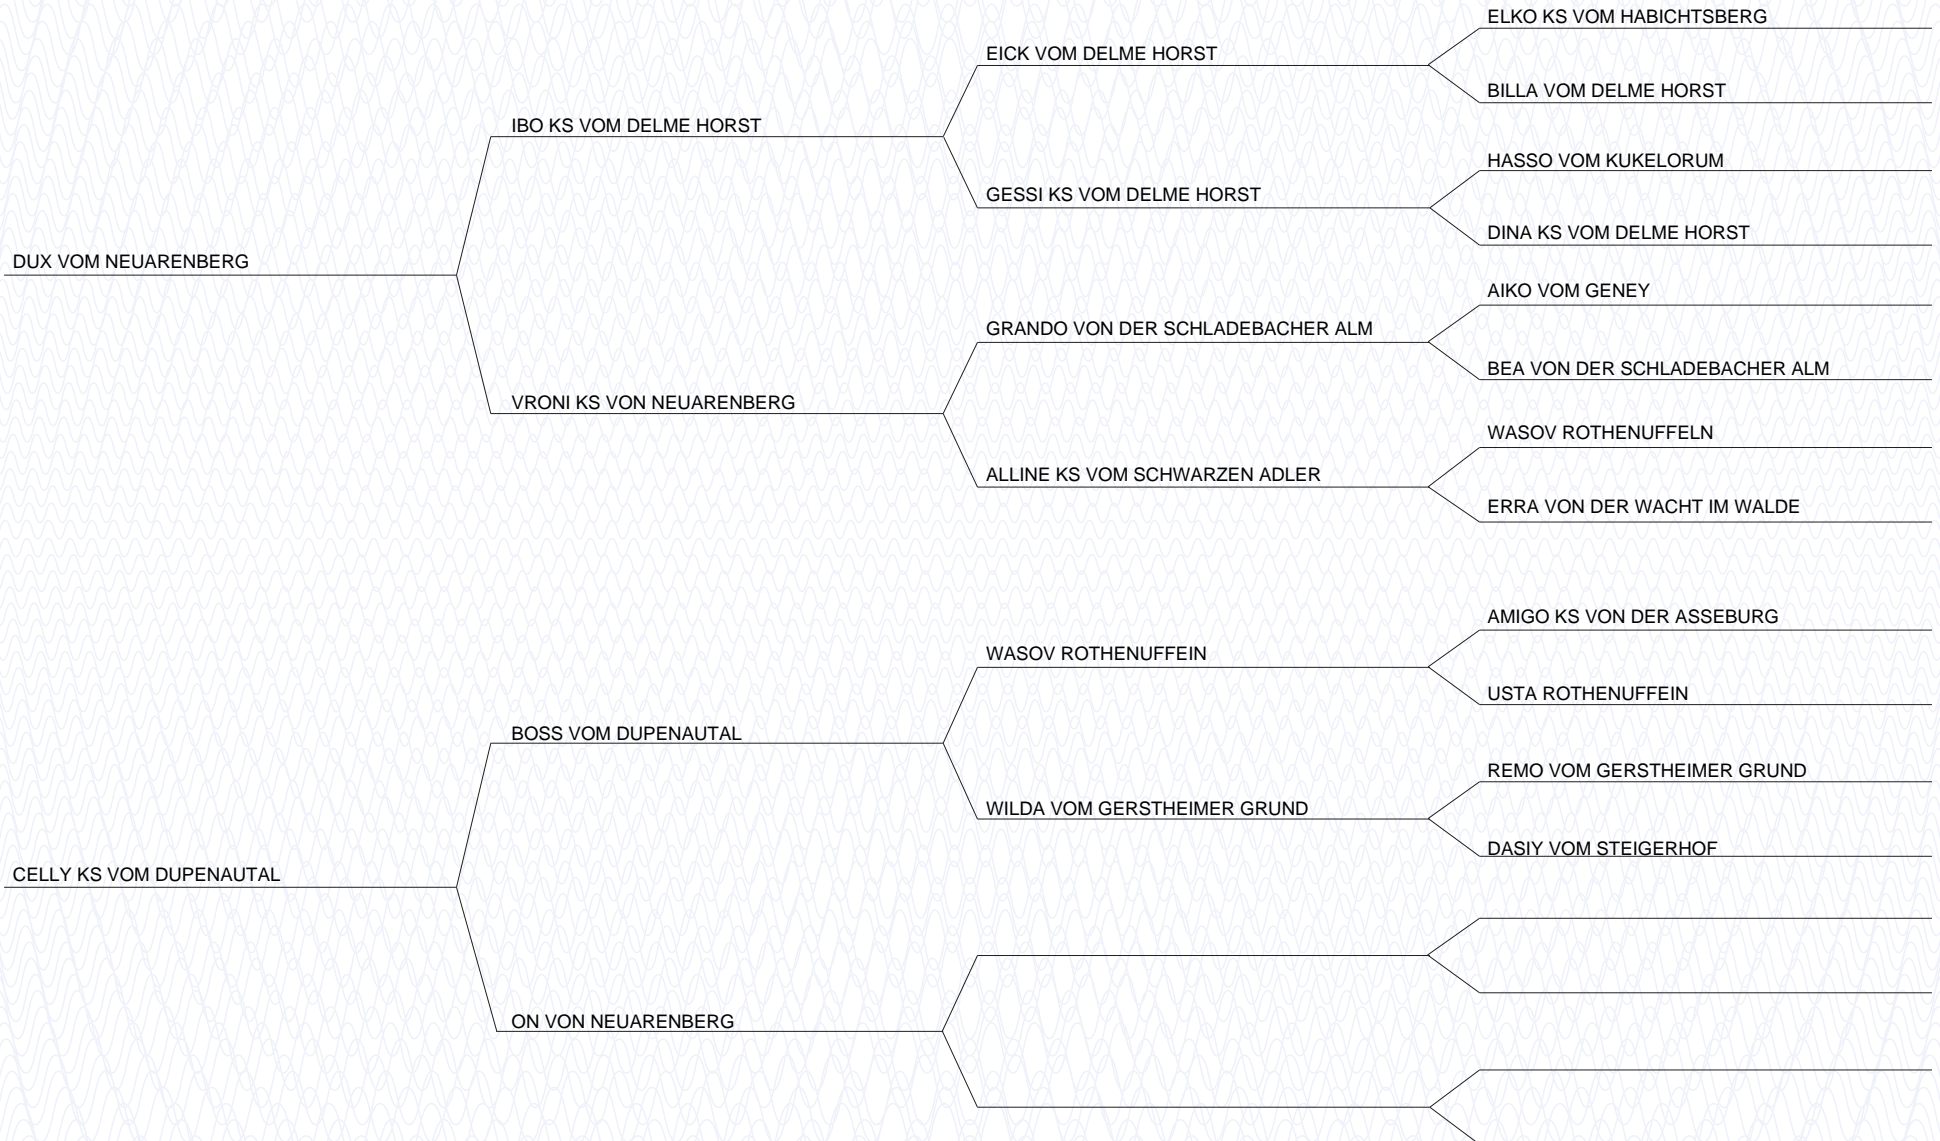 ELKO KS VOM HABICHTSBERG
EICK VOM DELME HORST
BILLA VOM DELME HORST
IBO KS VOM DELME HORST
HASSO VOM KUKELORUM
GESSI KS VOM DELME HORST
DINA KS VOM DELME HORST
DUX VOM NEUARENBERG
AIKO VOM GENEY
GRANDO VON DER SCHLADEBACHER ALM
BEA VON DER SCHLADEBACHER ALM
VRONI KS VON NEUARENBERG
WASOV ROTHENUFFELN
ALLINE KS VOM SCHWARZEN ADLER
ERRA VON DER WACHT IM WALDE
AMIGO KS VON DER ASSEBURG
WASOV ROTHENUFFEIN
USTA ROTHENUFFEIN
BOSS VOM DUPENAUTAL
REMO VOM GERSTHEIMER GRUND
WILDA VOM GERSTHEIMER GRUND
DASIY VOM STEIGERHOF
CELLY KS VOM DUPENAUTAL
ON VON NEUARENBERG